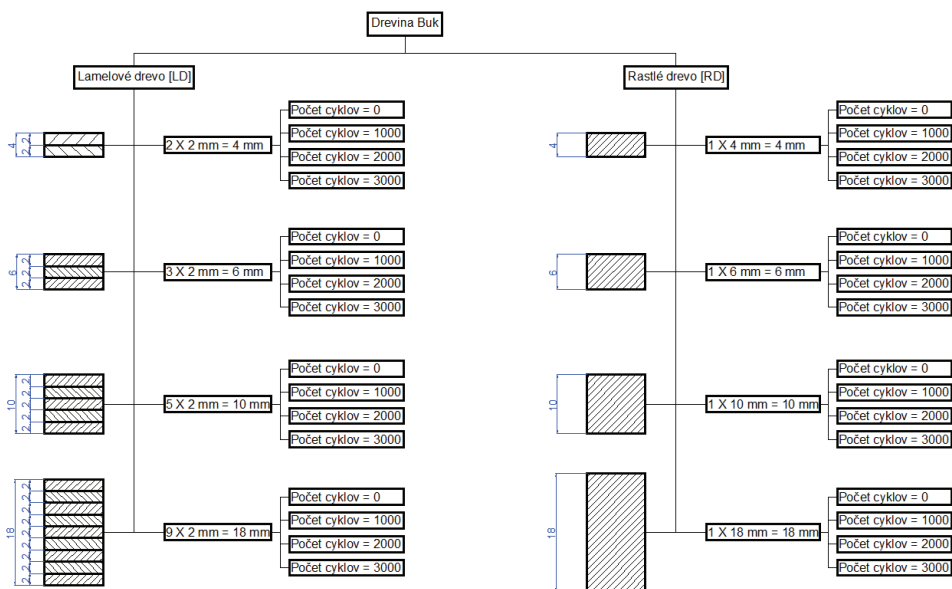 Drevina Buk
Lamelové drevo [LD]
Rastlé drevo [RD]
4
2
2
2 X 2 mm = 4 mm
Počet cyklov = 0
Počet cyklov = 1000
Počet cyklov = 2000
Počet cyklov = 3000
6
2
2
2
3 X 2 mm = 6 mm
Počet cyklov = 0
Počet cyklov = 1000
Počet cyklov = 2000
Počet cyklov = 3000
10
2
2
2
2
2
5 X 2 mm = 10 mm
Počet cyklov = 0
Počet cyklov = 1000
Počet cyklov = 2000
Počet cyklov = 3000
18
2
2
2
2
2
2
2
2
2
9 X 2 mm = 18 mm
Počet cyklov = 0
Počet cyklov = 1000
Počet cyklov = 2000
Počet cyklov = 3000
4
1 X 4 mm = 4 mm
Počet cyklov = 0
Počet cyklov = 1000
Počet cyklov = 2000
Počet cyklov = 3000
6
1 X 6 mm = 6 mm
Počet cyklov = 0
Počet cyklov = 1000
Počet cyklov = 2000
Počet cyklov = 3000
10
1 X 10 mm = 10 mm
Počet cyklov = 0
Počet cyklov = 1000
Počet cyklov = 2000
Počet cyklov = 3000
18
1 X 18 mm = 18 mm
Počet cyklov = 0
Počet cyklov = 1000
Počet cyklov = 2000
Počet cyklov = 3000